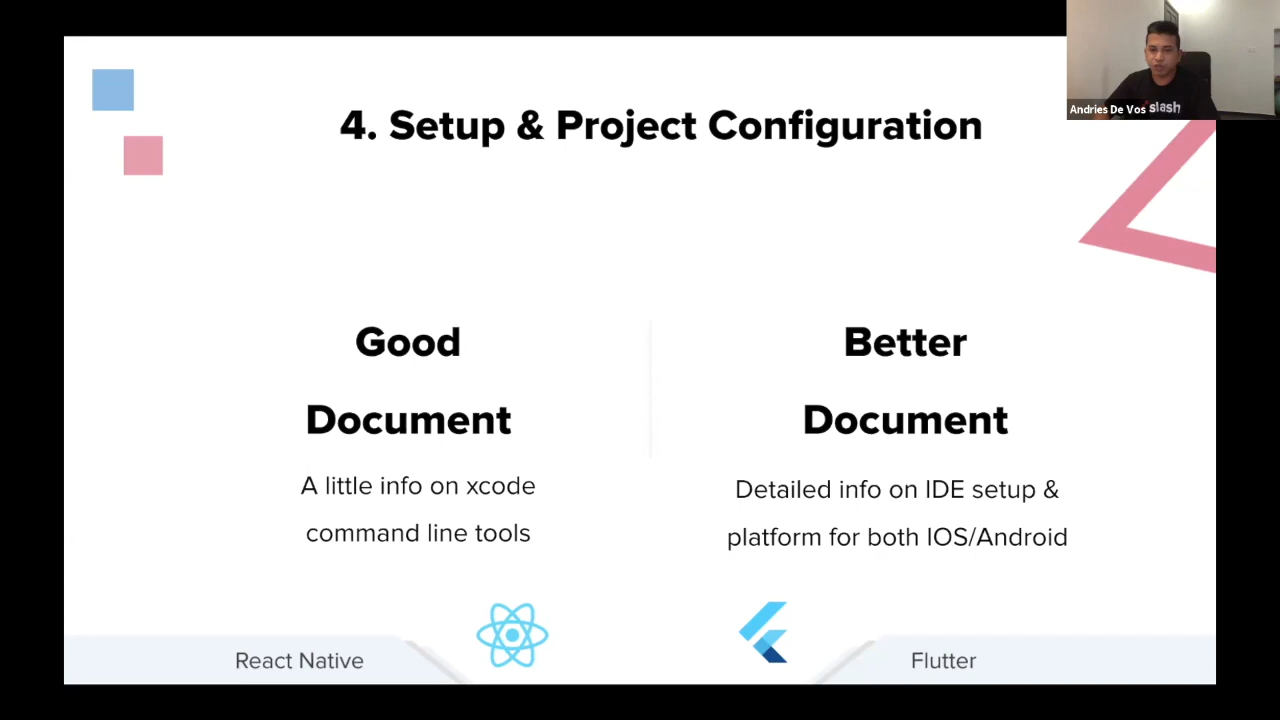 4. Setup & Project Configuration
Andries De Vos
slash
Good
Document
A little info on xcode
command line tools
Better
Document
Detailed info on IDE setup &
platform for both IOS/Android
React Native
Flutter